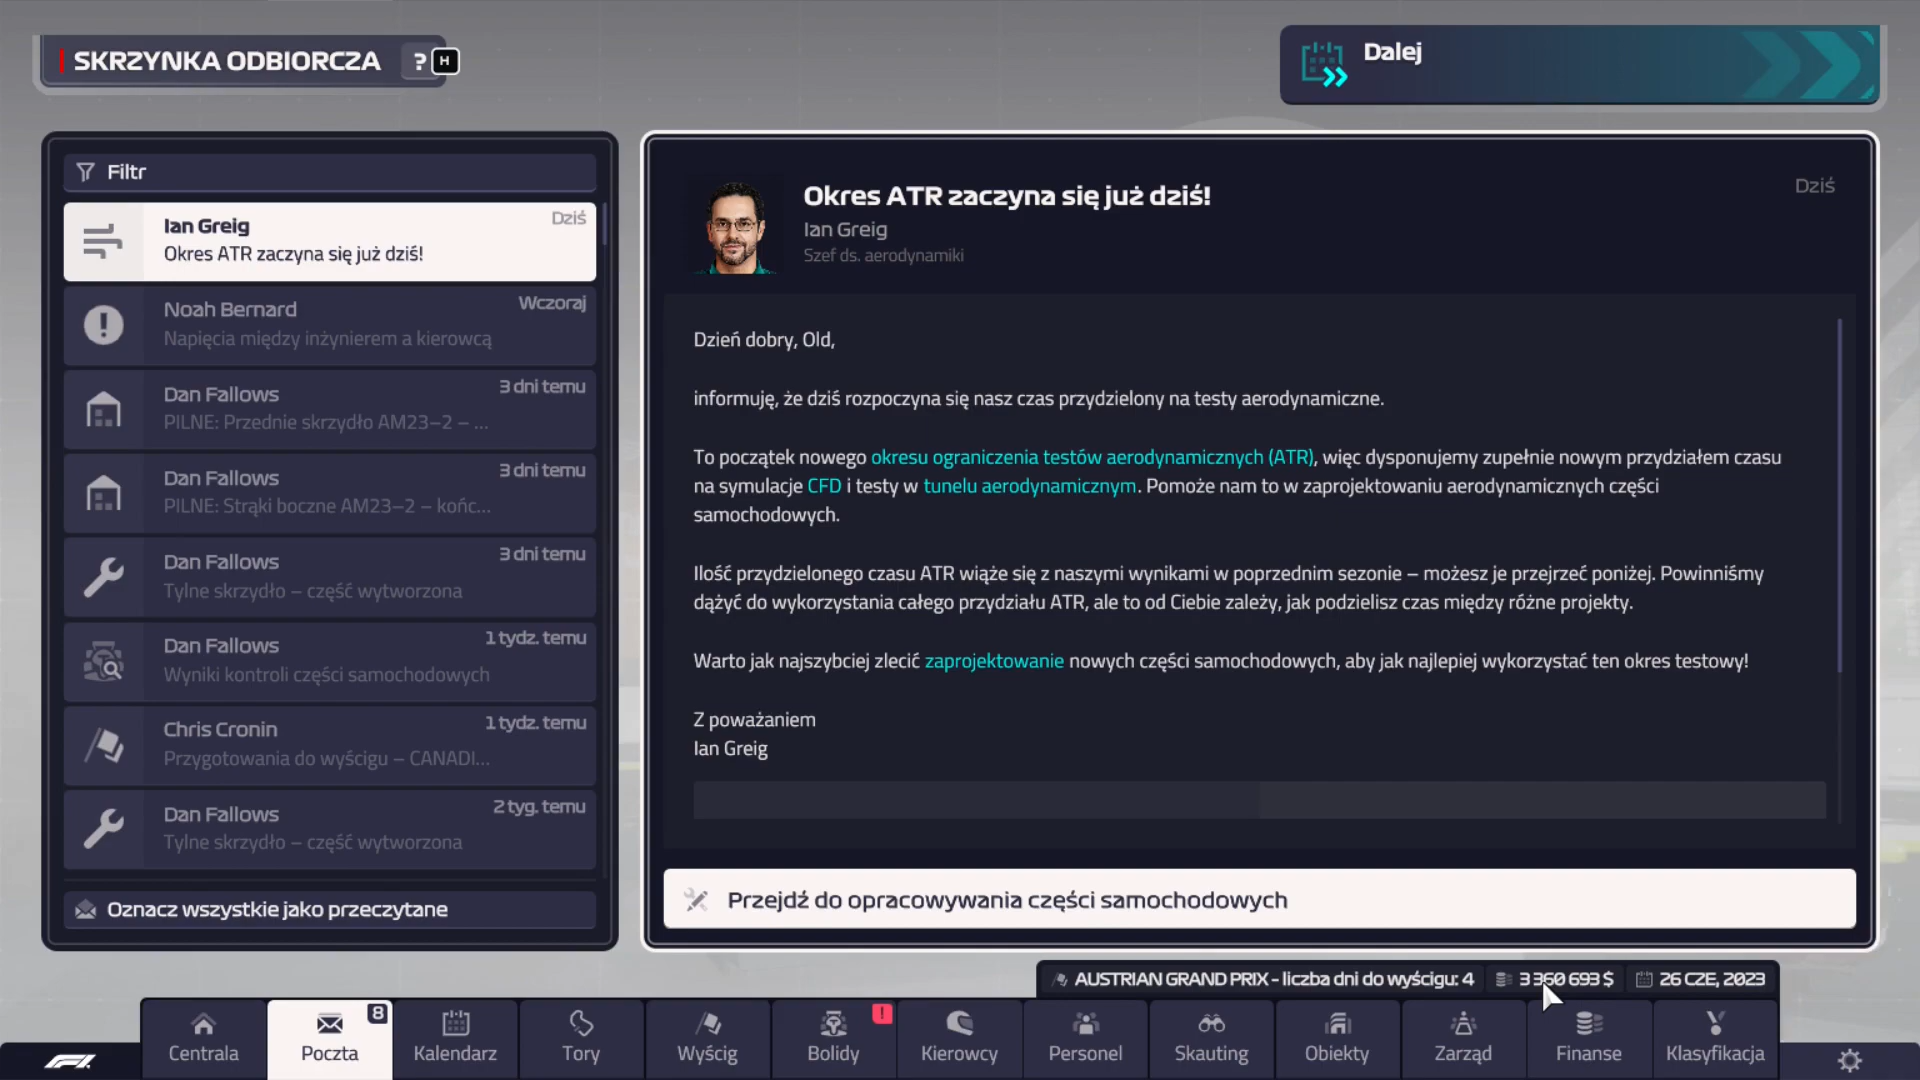 SKRZYNKA ODBIORCZA
? H
Dalej
Filtr
Ian Greig
Dziś
Okres ATR zaczyna się już dziś!
Noah Bernard
Wczoraj
Napięcia między inżynierem a kierowcą
Dan Fallows
3 dni temu
PILNE: Przednie skrzydło AM23–2 – ...
Dan Fallows
3 dni temu
PILNE: Strąki boczne AM23–2 – końc...
Dan Fallows
3 dni temu
Tylne skrzydło – część wytworzona
Dan Fallows
1 tydz. temu
Wyniki kontroli części samochodowych
Chris Cronin
1 tydz. temu
Przygotowania do wyścigu – CANADI...
Dan Fallows
2 tyg. temu
Tylne skrzydło – część wytworzona
Oznacz wszystkie jako przeczytane
Okres ATR zaczyna się już dziś!
Dziś
Ian Greig
Szef ds. aerodynamiki
Dzień dobry, Old,
informuję, że dziś rozpoczyna się nasz czas przydzielony na testy aerodynamiczne.
To początek nowego okresu ograniczenia testów aerodynamicznych (ATR), więc dysponujemy zupełnie nowym przydziałem czasu
na symulacje CFD i testy w tunelu aerodynamicznym. Pomoże nam to w zaprojektowaniu aerodynamicznych części
samochodowych.
Ilość przydzielonego czasu ATR wiąże się z naszymi wynikami w poprzednim sezonie – możesz je przejrzeć poniżej. Powinniśmy
dążyć do wykorzystania całego przydziału ATR, ale to od Ciebie zależy, jak podzielisz czas między różne projekty.
Warto jak najszybciej zlecić zaprojektowanie nowych części samochodowych, aby jak najlepiej wykorzystać ten okres testowy!
Z poważaniem
Ian Greig
Przejdź do opracowywania części samochodowych
AUSTRIAN GRAND PRIX - liczba dni do wyścigu: 4
3 360 693 $
26 CZE, 2023
Centrala
Poczta
8
Kalendarz
Tory
Wyścig
Bolidy
!
Kierowcy
Personel
Skauting
Obiekty
Zarząd
Finanse
Klasyfikacja